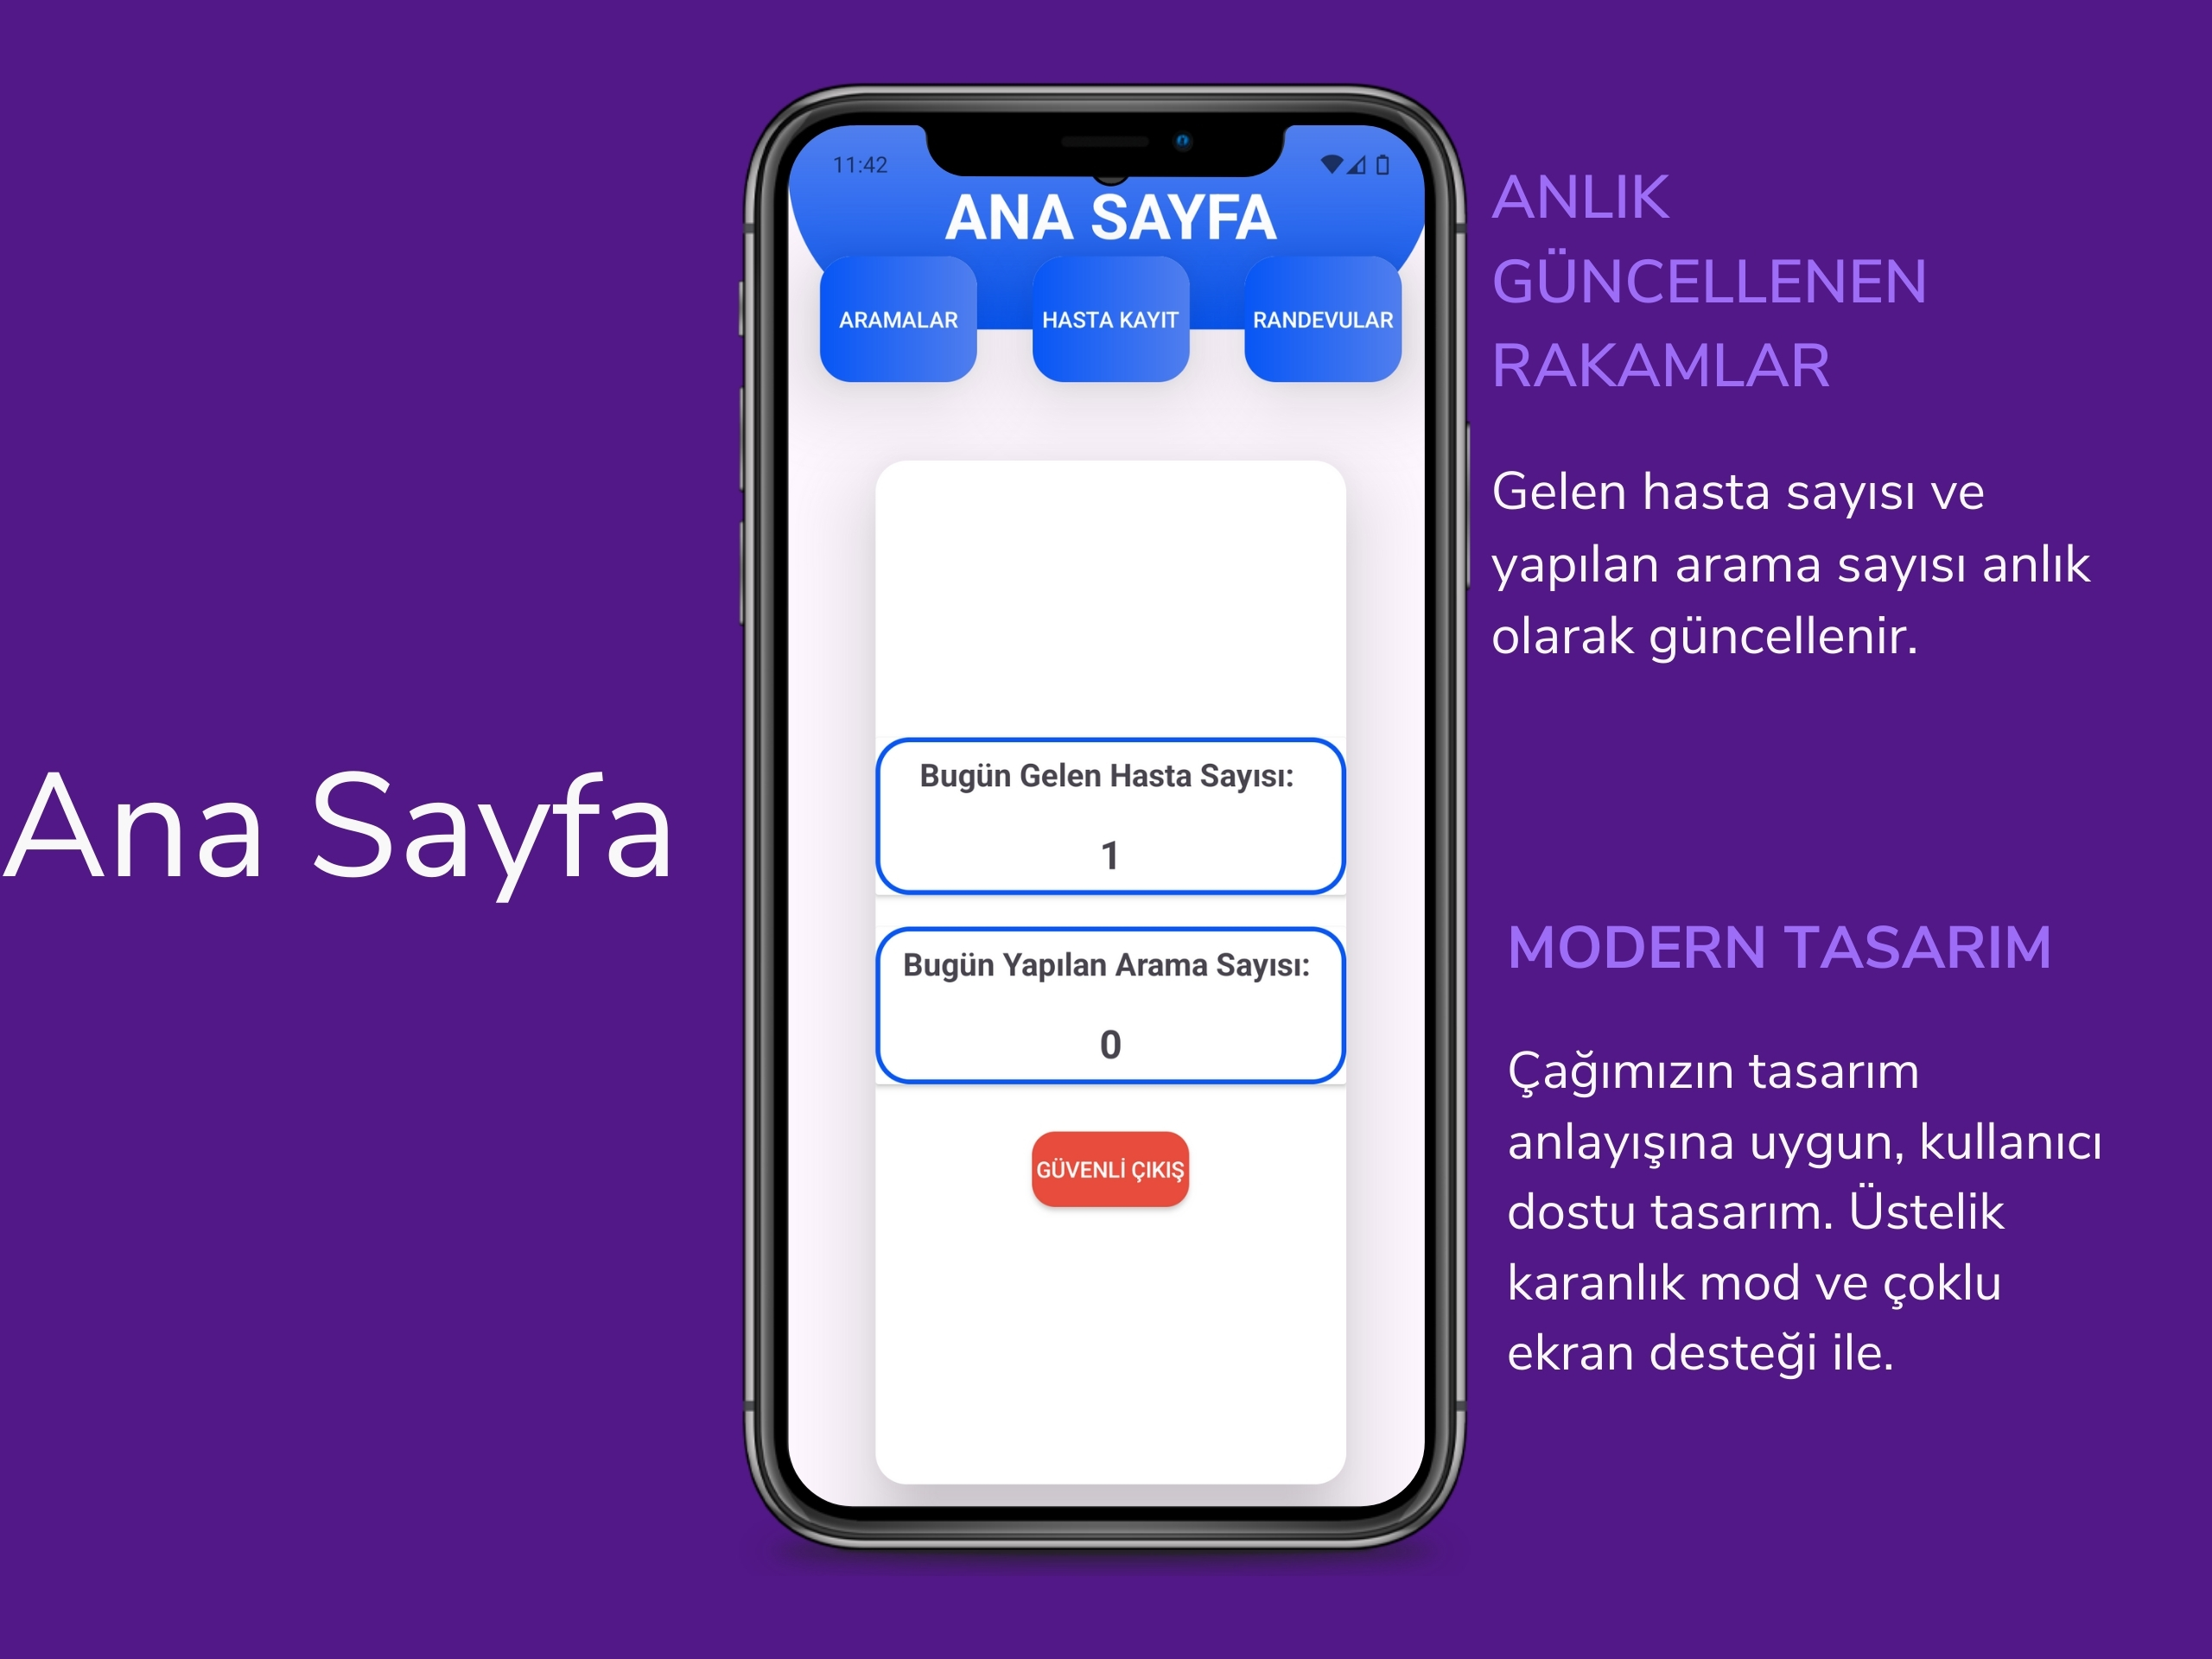 Ana Sayfa
11:42
ANA SAYFA
ARAMALAR
HASTA KAYIT
RANDEVULAR
Bugün Gelen Hasta Sayısı:
1
Bugün Yapılan Arama Sayısı:
0
GÜVENLİ ÇIKIŞ
ANLIK
GÜNCELLENEN
RAKAMLAR
Gelen hasta sayısı ve
yapılan arama sayısı anlık
olarak güncellenir.
MODERN TASARIM
Çağımızın tasarım
anlayışına uygun, kullanıcı
dostu tasarım. Üstelik
karanlık mod ve çoklu
ekran desteği ile.